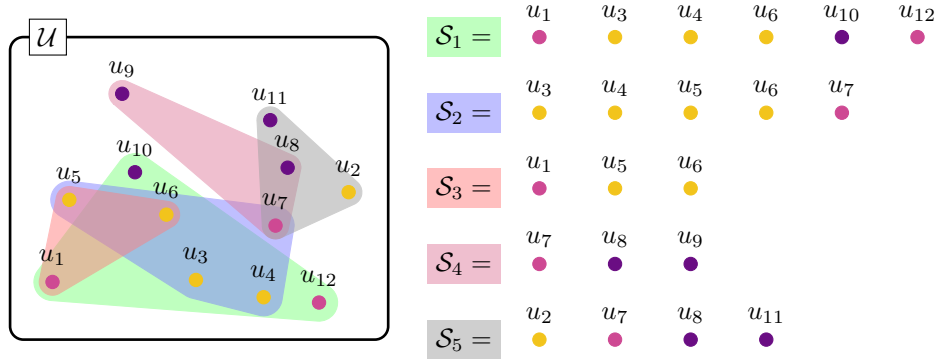 𝒰
u₉
u₁₁
u₁₀ u₈
u₅ u₆ u₂
u₇
u₁ u₃ u₄ u₁₂
𝒮₁ = u₁ u₃ u₄ u₆ u₁₀ u₁₂
𝒮₂ = u₃ u₄ u₅ u₆ u₇
𝒮₃ = u₁ u₅ u₆
𝒮₄ = u₇ u₈ u₉
𝒮₅ = u₂ u₇ u₈ u₁₁